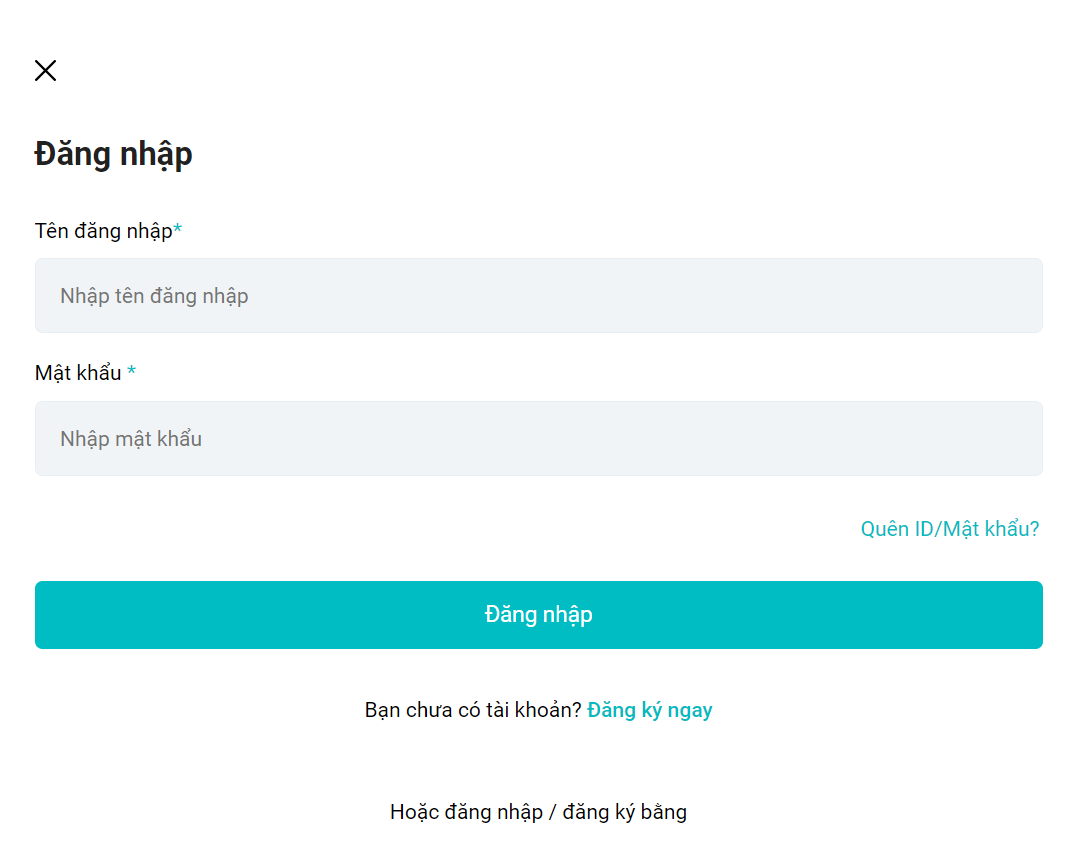 Đăng nhập
Tên đăng nhập*
Nhập tên đăng nhập
Mật khẩu *
Nhập mật khẩu
Quên ID/Mật khẩu?
Đăng nhập
Bạn chưa có tài khoản? Đăng ký ngay
Hoặc đăng nhập / đăng ký bằng